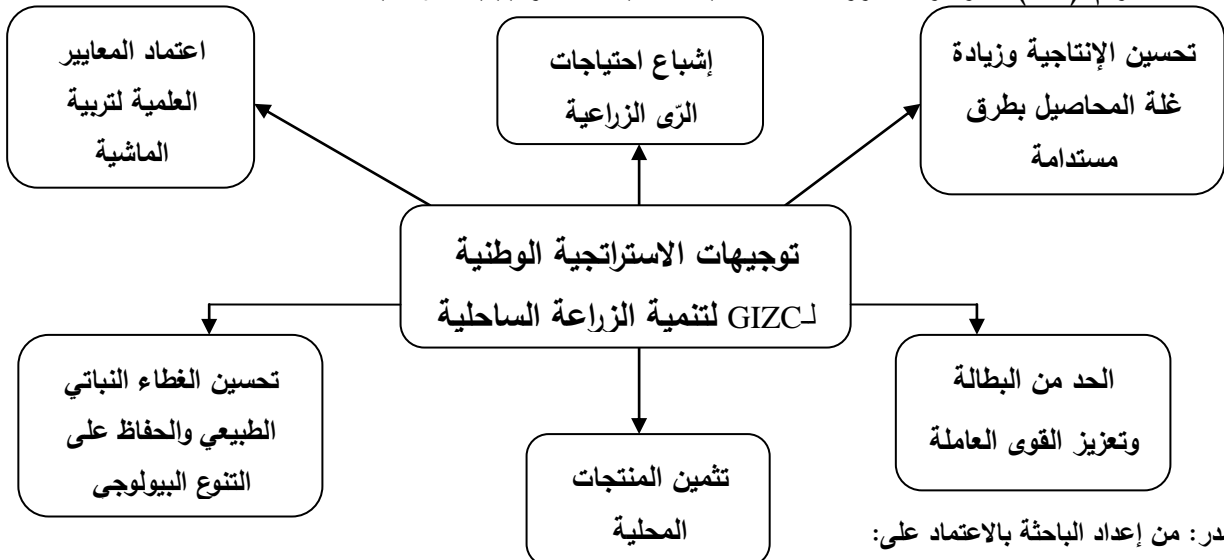 تحسين الإنتاجية وزيادة
غلة المحاصيل بطرق
مستدامة
إشباع احتياجات
الرّى الزراعية
اعتماد المعايير
العلمية لتربية
الماشية
توجيهات الاستراتجية الوطنية
لـGIZC لتنمية الزراعة الساحلية
الحد من البطالة
وتعزيز القوى العاملة
تثمين المنتجات
المحلية
تحسين الغطاء النباتي
الطبيعي والحفاظ على
التنوع البيولوجى
در: من إعداد الباحثة بالاعتماد على: